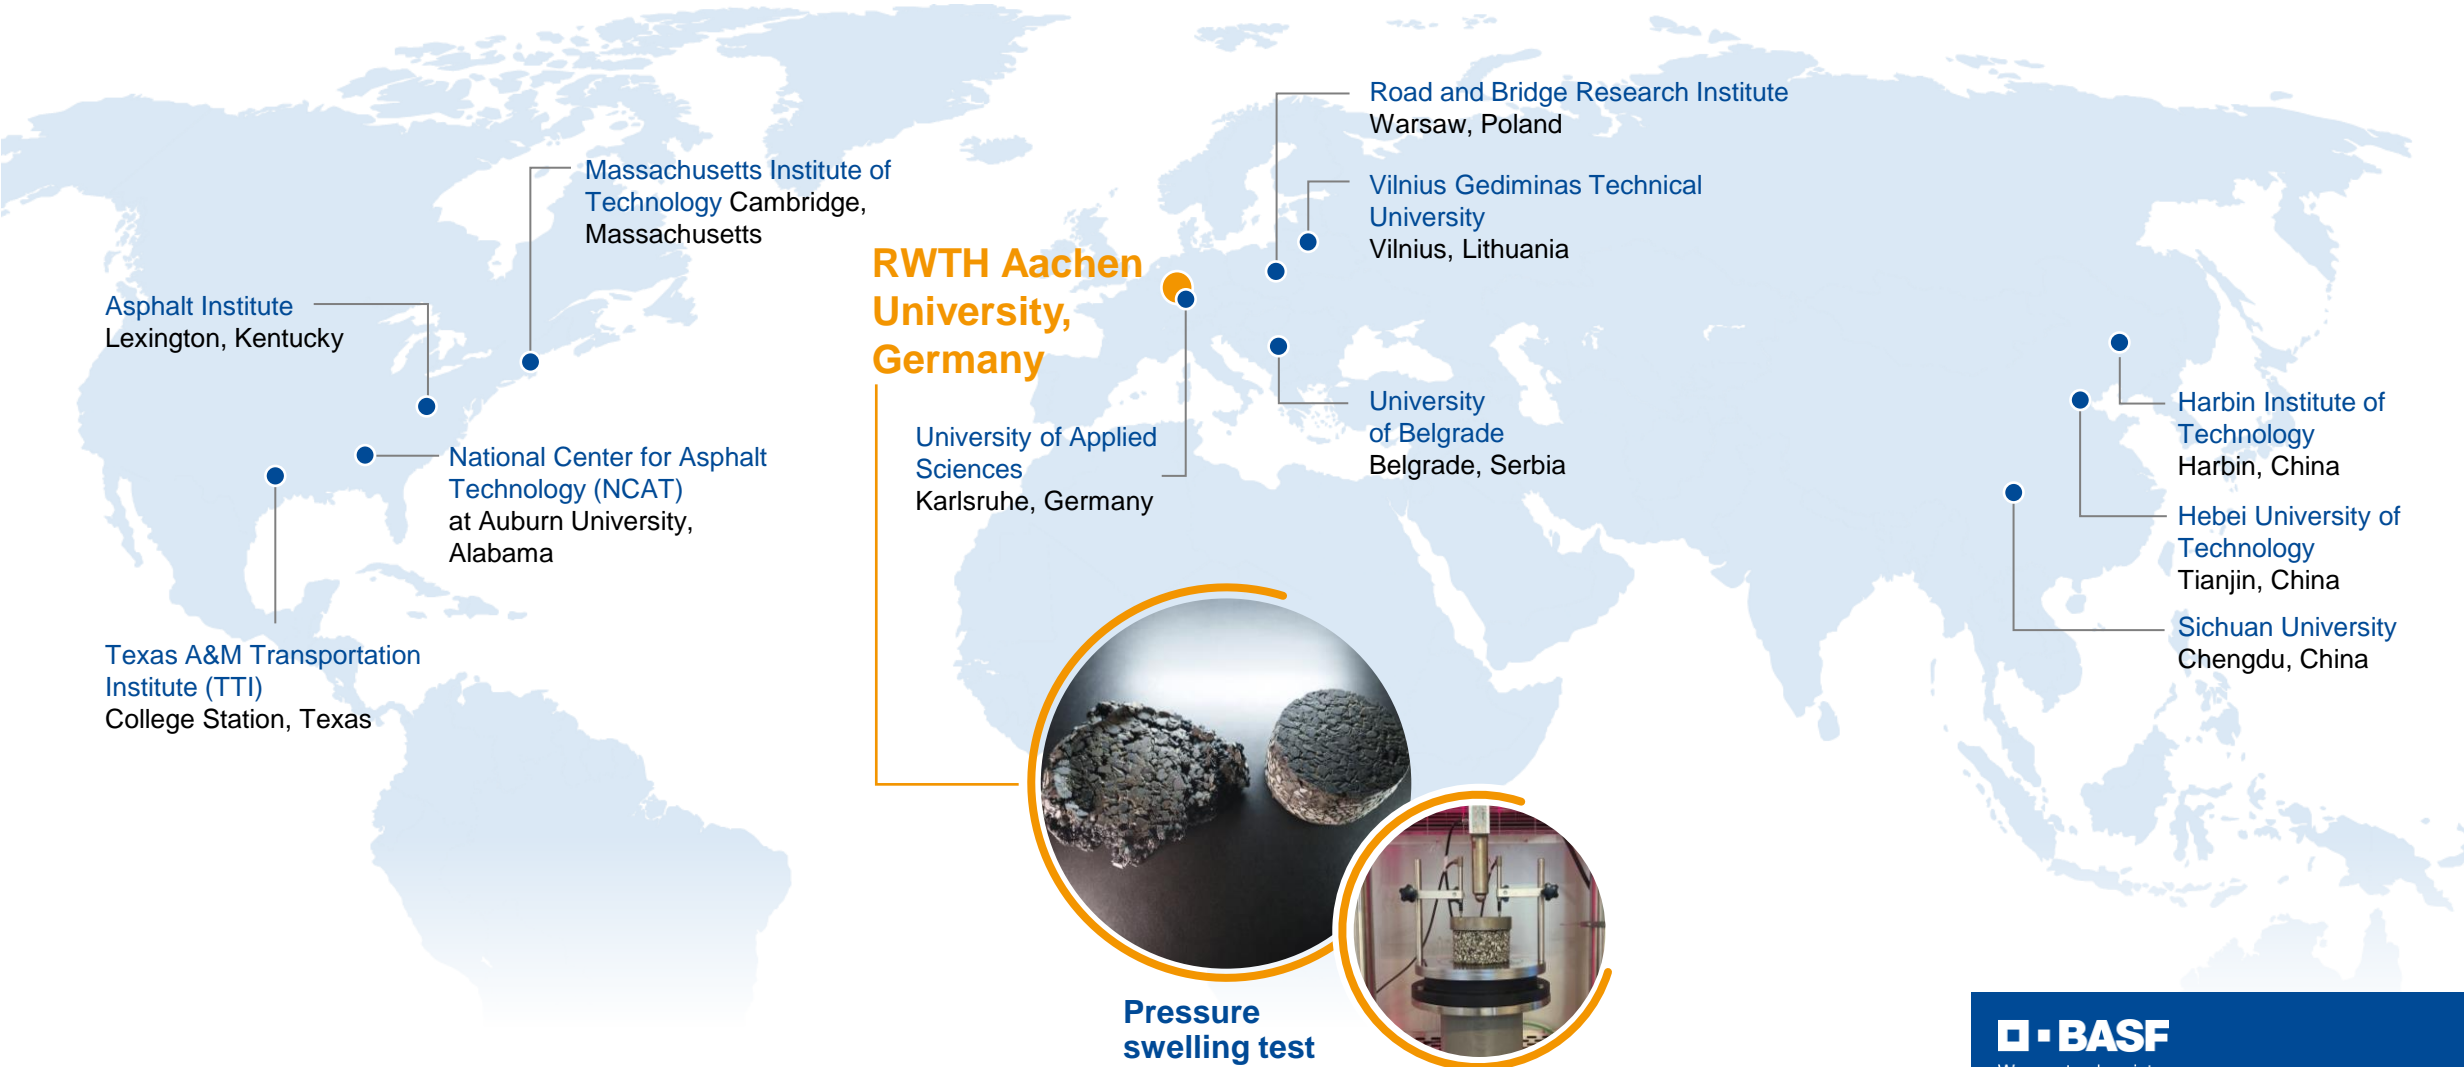 Road and Bridge Research Institute
Warsaw, Poland
Massachusetts Institute of
Technology Cambridge,
Massachusetts
Vilnius Gediminas Technical
University
Vilnius, Lithuania
RWTH Aachen
University,
Germany
Asphalt Institute
Lexington, Kentucky
University
of Belgrade
Belgrade, Serbia
Harbin Institute of
Technology
Harbin, China
University of Applied
Sciences
Karlsruhe, Germany
National Center for Asphalt
Technology (NCAT)
at Auburn University,
Alabama
Hebei University of
Technology
Tianjin, China
Sichuan University
Chengdu, China
Texas A&M Transportation
Institute (TTI)
College Station, Texas
Pressure
swelling test
BASF